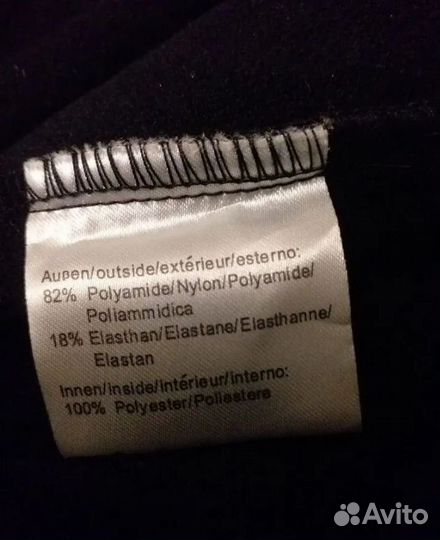 Außen/outside/extérieur/esterno:
82% Polyamide/Nylon/Polyamide/
Poliammidica
18% Elasthan/Elastane/Elasthanne/
Elastan
Innen/inside/intérieur/interno:
100% Polyester/Poliestere
Avito